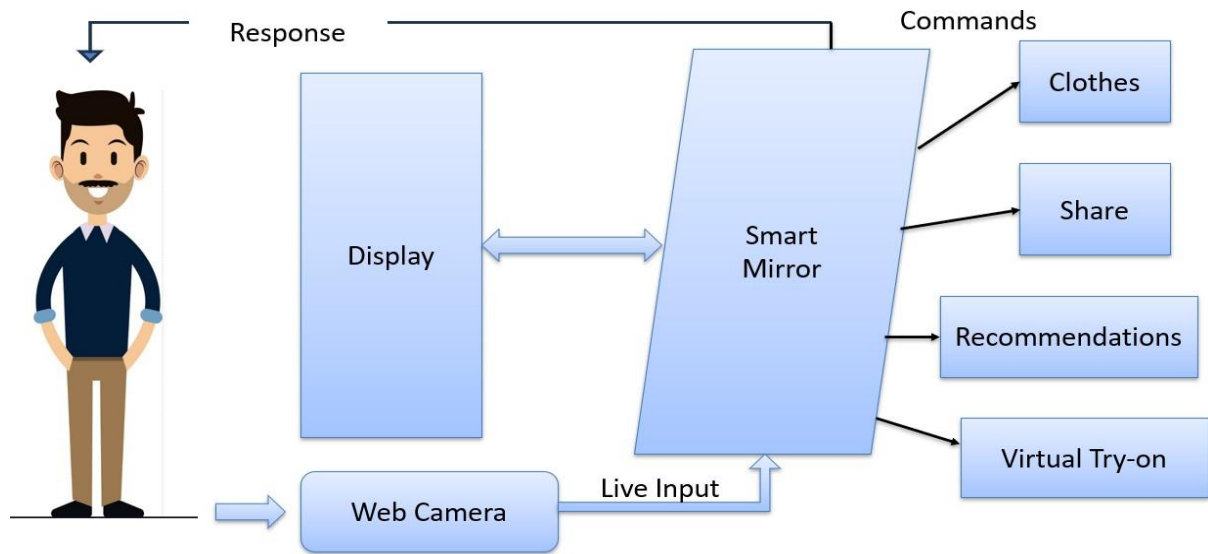 Response
Commands
Clothes
Share
Display
Smart
Mirror
Recommendations
Virtual Try-on
Live Input
Web Camera